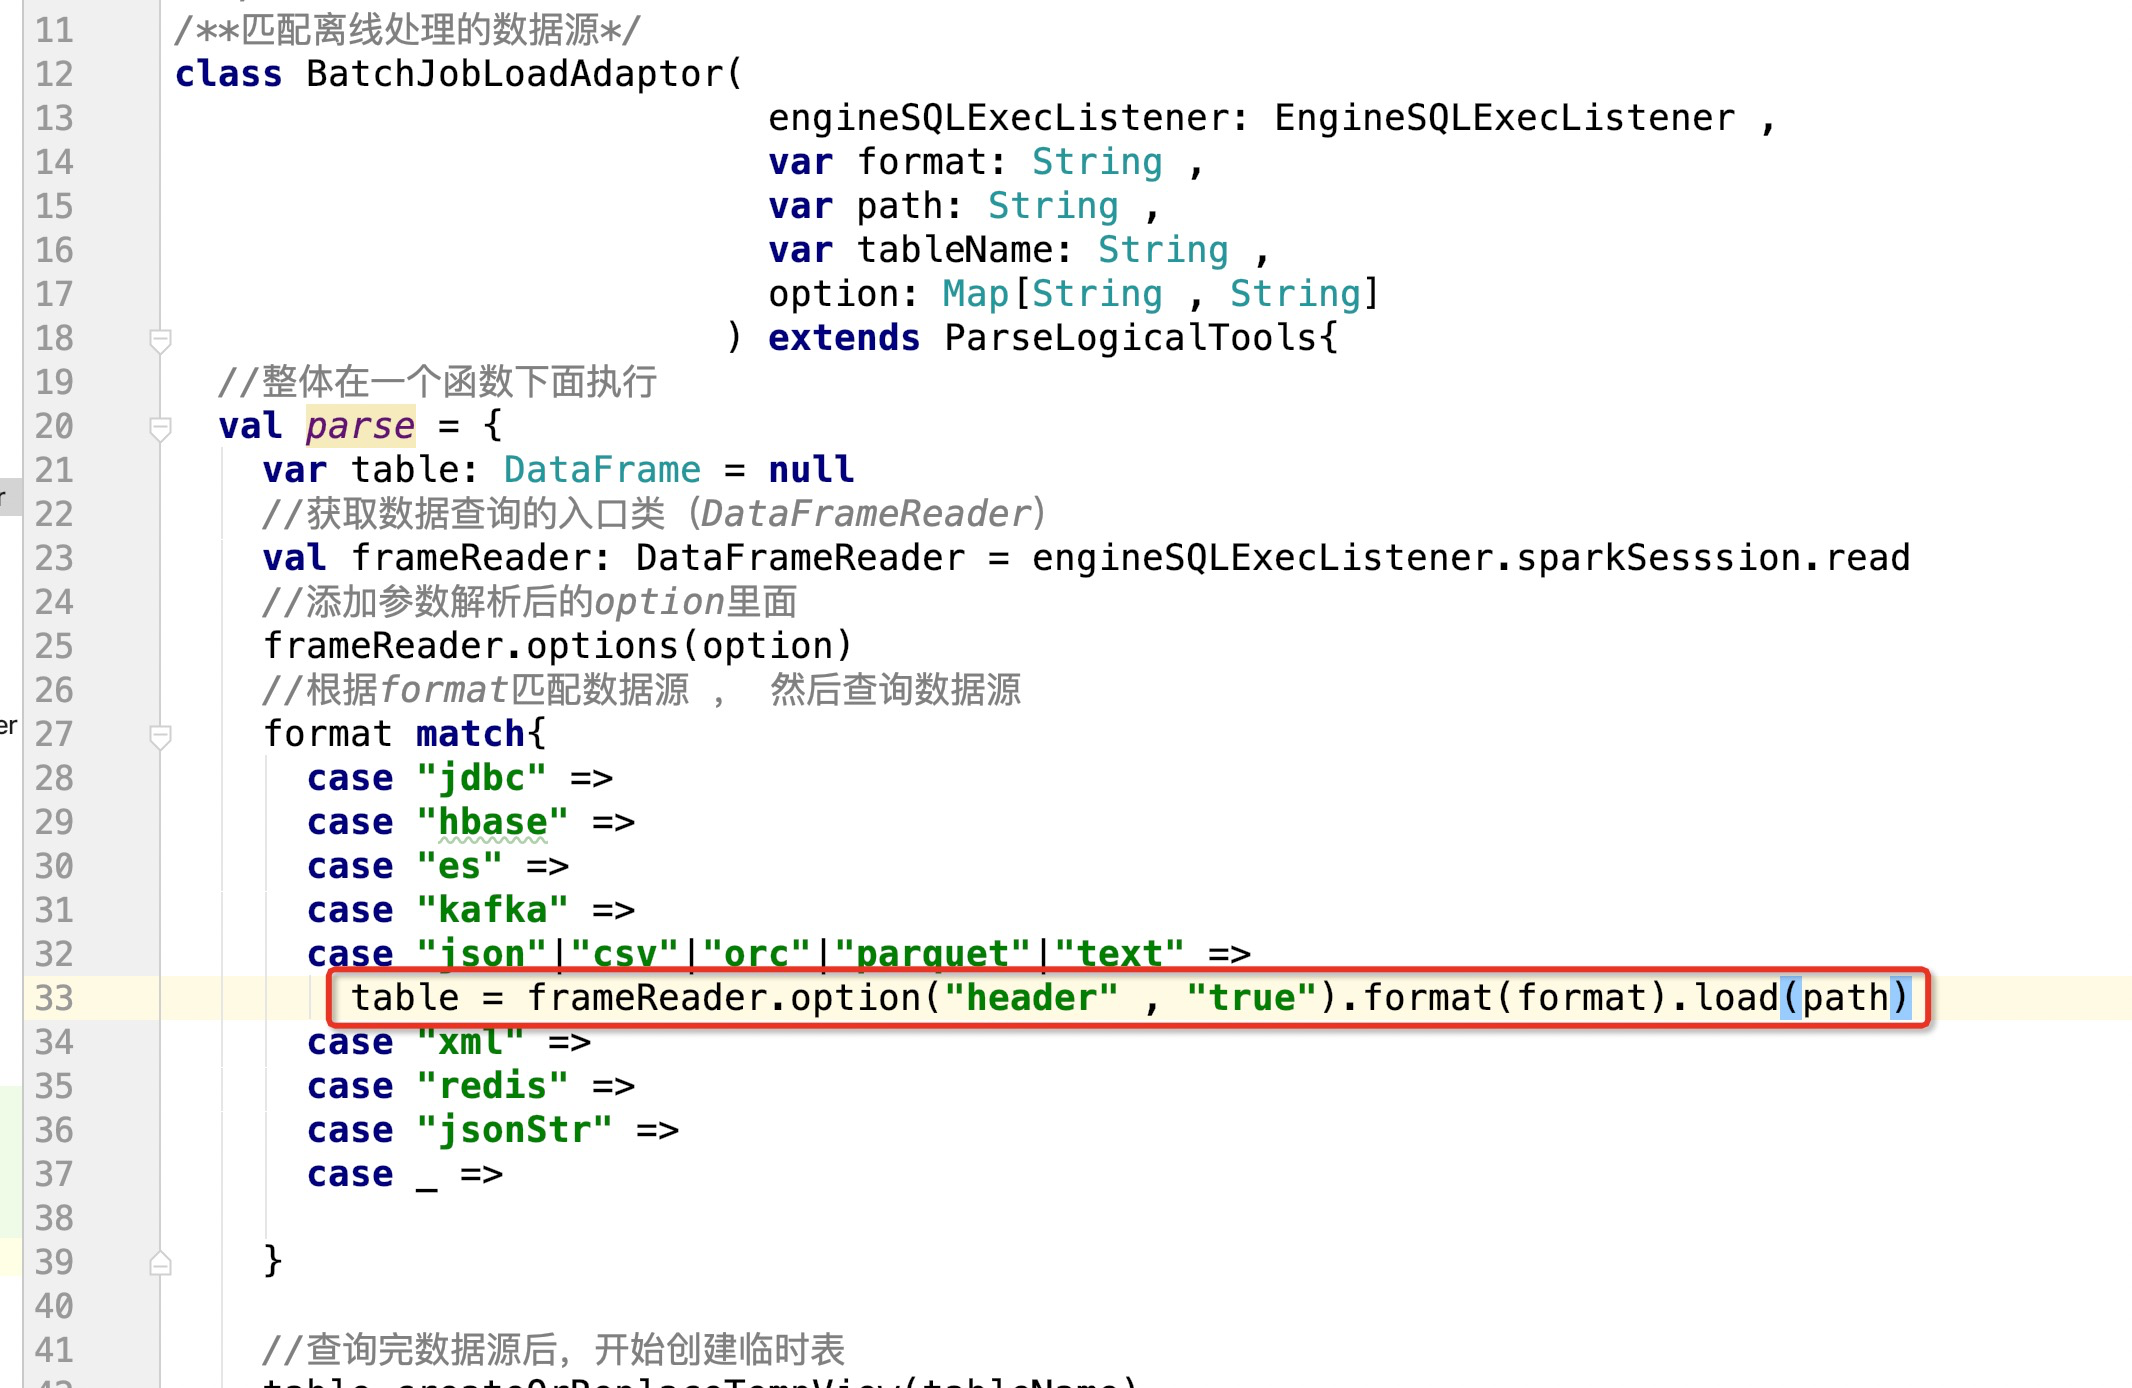 11 /**匹配离线处理的数据源*/
12 class BatchJobLoadAdaptor(
13 engineSQLExecListener: EngineSQLExecListener ,
14 var format: String ,
15 var path: String ,
16 var tableName: String ,
17 option: Map[String , String]
18 ) extends ParseLogicalTools{
19 //整体在一个函数下面执行
20 val parse = {
21 var table: DataFrame = null
22 //获取数据查询的入口类（DataFrameReader）
23 val frameReader: DataFrameReader = engineSQLExecListener.sparkSesssion.read
24 //添加参数解析后的option里面
25 frameReader.options(option)
26 //根据format匹配数据源 ， 然后查询数据源
er 27 format match{
28 case "jdbc" =>
29 case "hbase" =>
30 case "es" =>
31 case "kafka" =>
32 case "json"|"csv"|"orc"|"parquet"|"text" =>
33 table = frameReader.option("header" , "true").format(format).load(path)
34 case "xml" =>
35 case "redis" =>
36 case "jsonStr" =>
37 case _ =>
38
39 }
40
41 //查询完数据源后，开始创建临时表
table.createOrReplaceTempView(tableName)